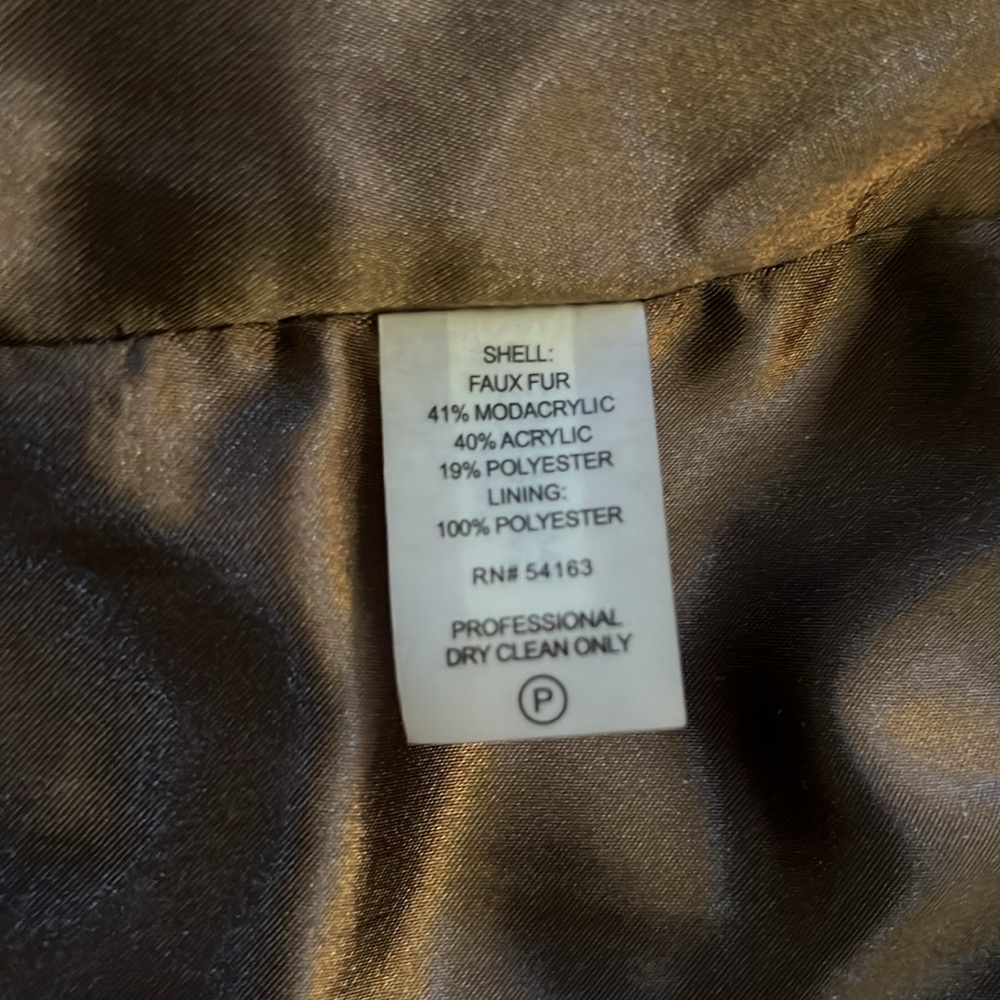 SHELL:
FAUX FUR
41% MODACRYLIC
40% ACRYLIC
19% POLYESTER
LINING:
100% POLYESTER
RN# 54163
PROFESSIONAL
DRY CLEAN ONLY
P